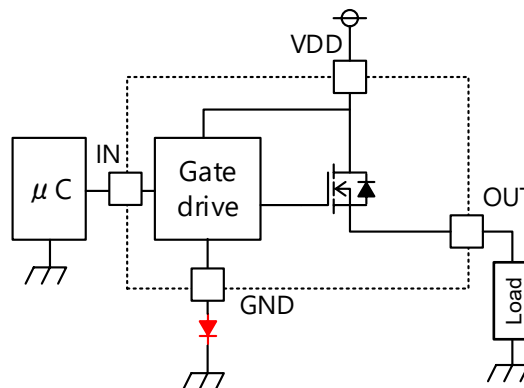 VDD
IN
μC
Gate
drive
OUT
GND
Load